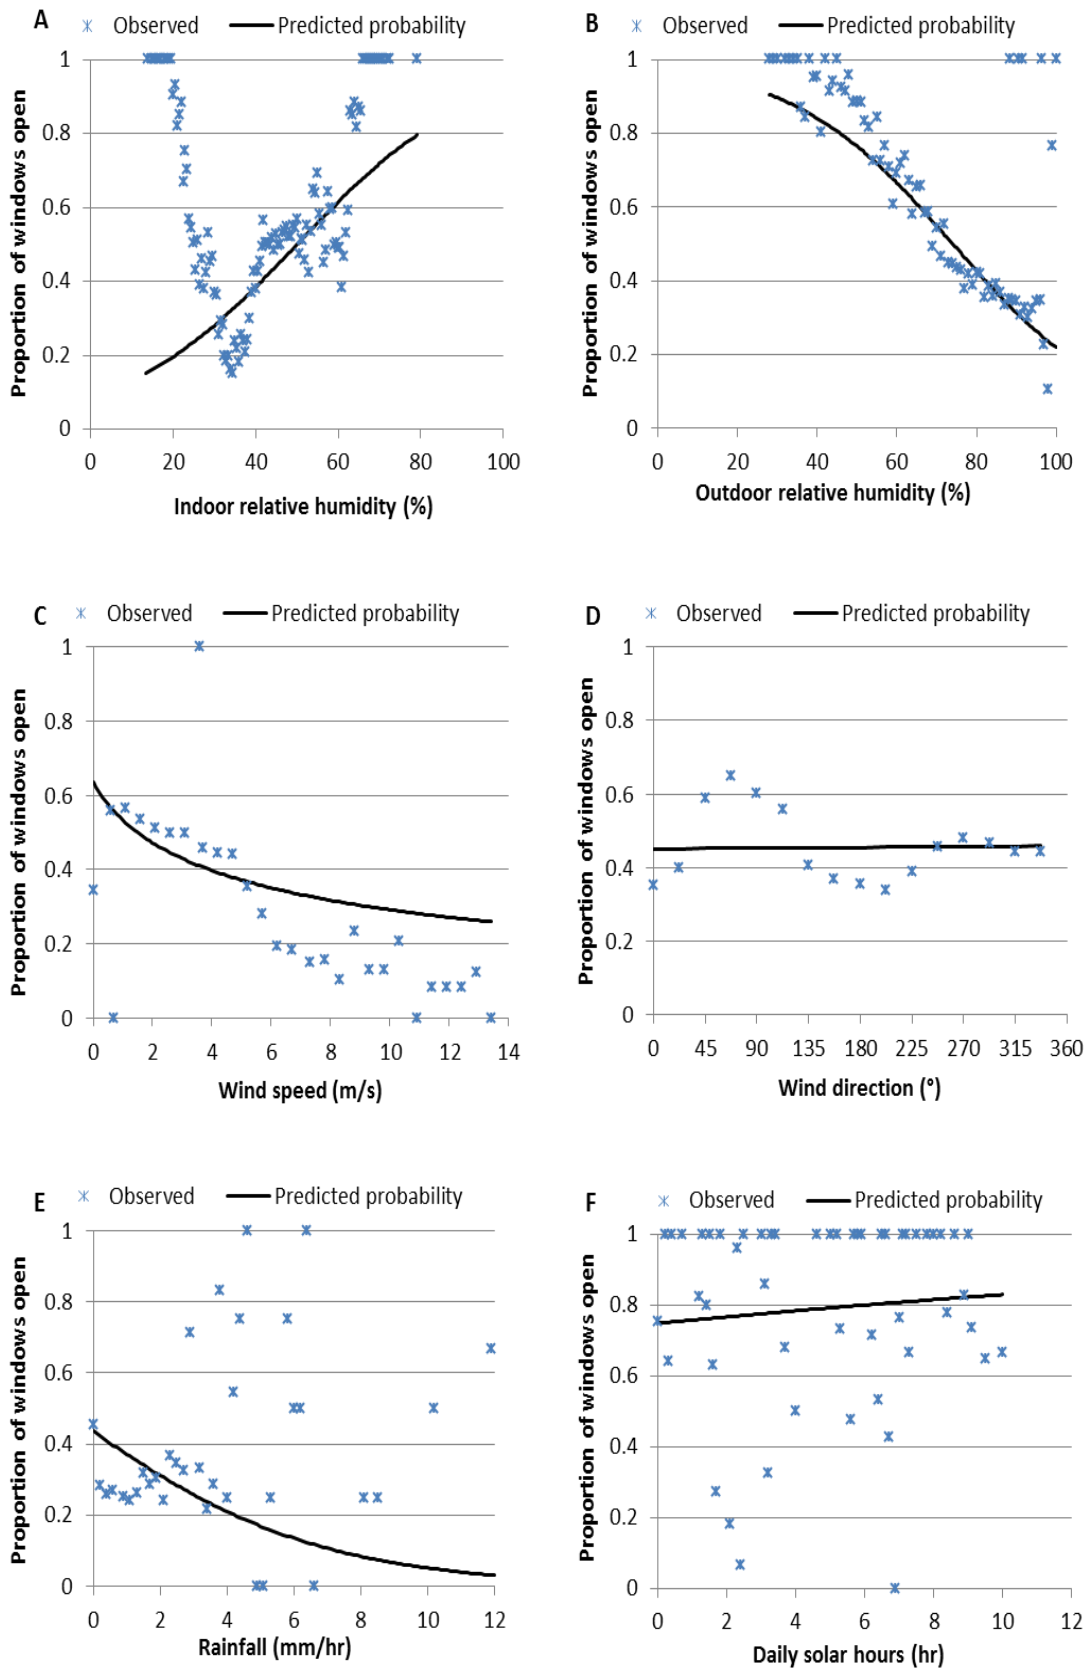 A
Observed
Predicted probability
Proportion of windows open
1
0.8
0.6
0.4
0.2
0
0 20 40 60 80 100
Indoor relative humidity (%)
B
Observed
Predicted probability
Proportion of windows open
1
0.8
0.6
0.4
0.2
0
0 20 40 60 80 100
Outdoor relative humidity (%)
C
Observed
Predicted probability
Proportion of windows open
1
0.8
0.6
0.4
0.2
0
0 2 4 6 8 10 12 14
Wind speed (m/s)
D
Observed
Predicted probability
Proportion of windows open
1
0.8
0.6
0.4
0.2
0
0 45 90 135 180 225 270 315 360
Wind direction (°)
E
Observed
Predicted probability
Proportion of windows open
1
0.8
0.6
0.4
0.2
0
0 2 4 6 8 10 12
Rainfall (mm/hr)
F
Observed
Predicted probability
Proportion of windows open
1
0.8
0.6
0.4
0.2
0
0 2 4 6 8 10 12
Daily solar hours (hr)